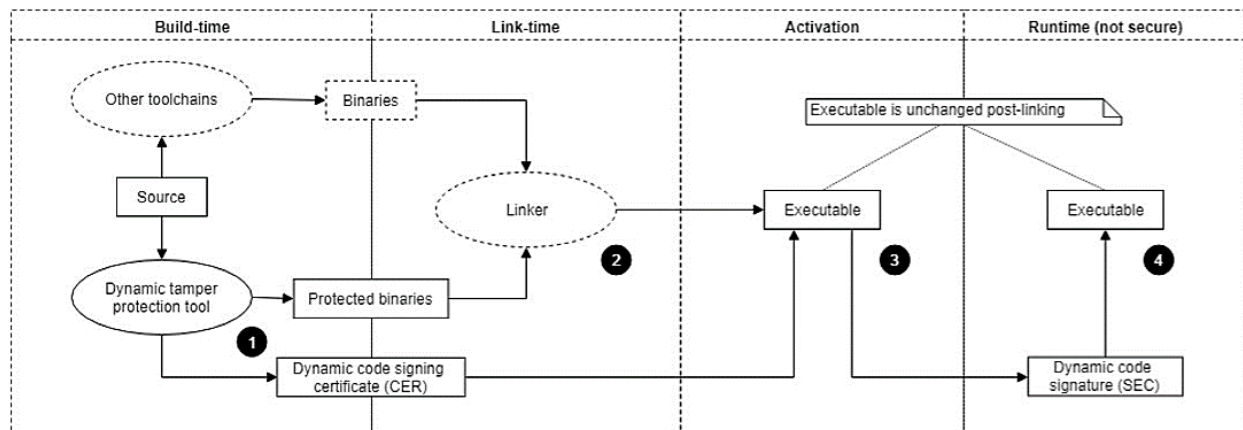 Build-time
Link-time
Activation
Runtime (not secure)
Other toolchains
Binaries
Executable is unchanged post-linking
Source
Linker
Executable
Executable
2
3
4
Dynamic tamper
protection tool
Protected binaries
1
Dynamic code signing
certificate (CER)
Dynamic code
signature (SEC)